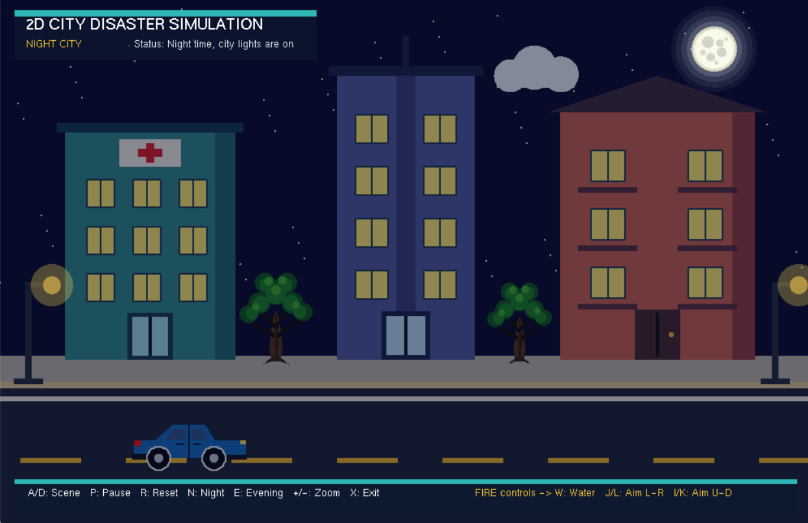 2D CITY DISASTER SIMULATION
NIGHT CITY Status: Night time, city lights are on
A/D: Scene P: Pause R: Reset N: Night E: Evening +/-: Zoom X: Exit FIRE controls -> W: Water J/L: Aim L-R I/K: Aim U-D